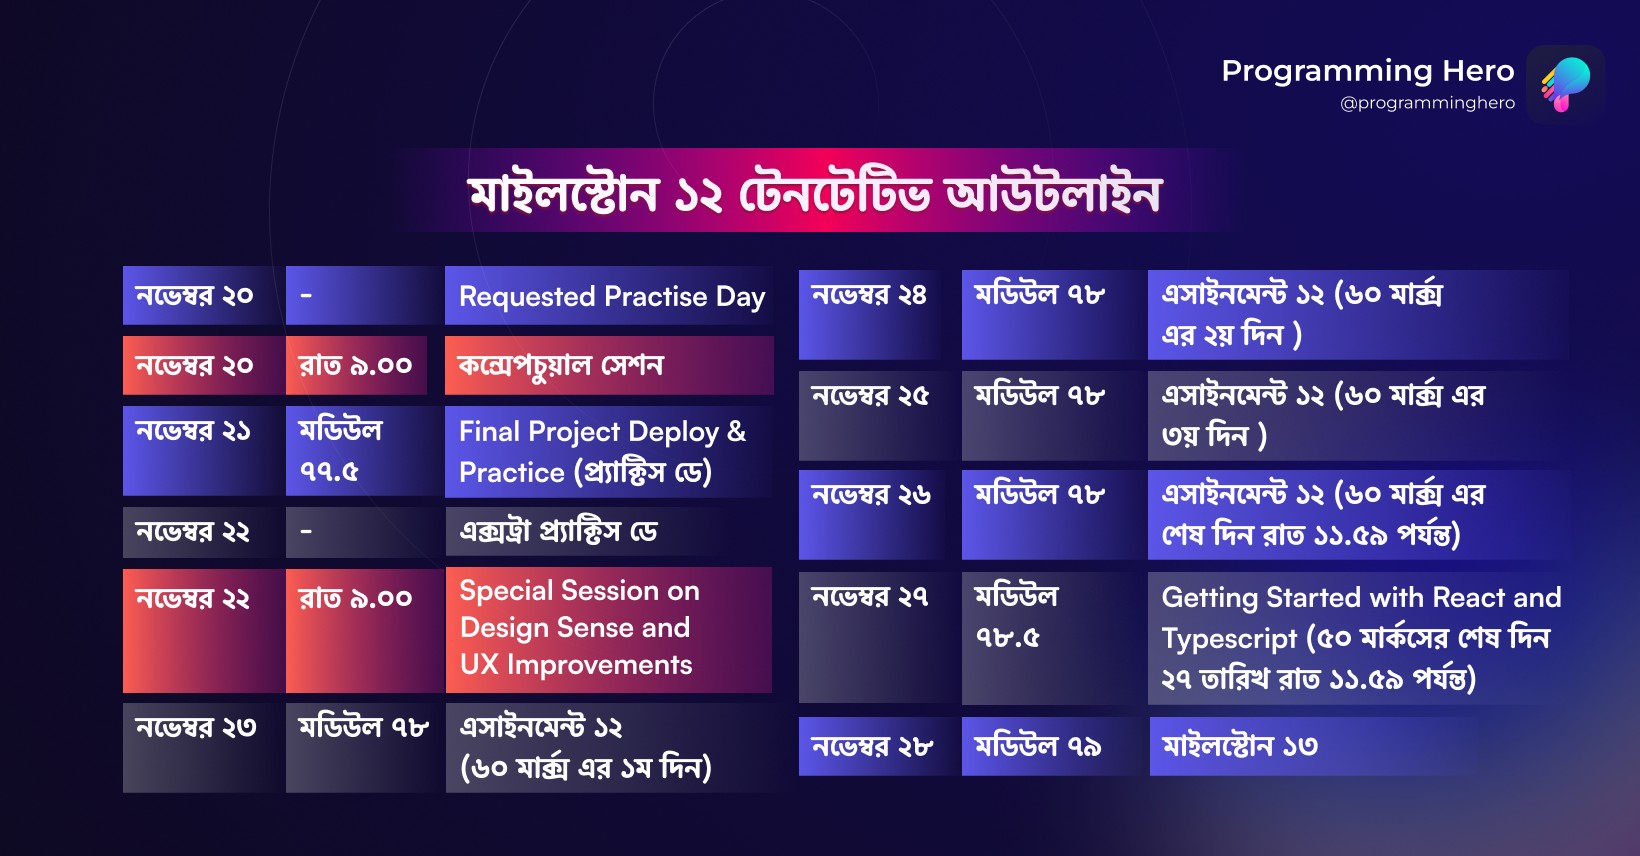 Programming Hero
@programminghero
মাইলস্টোন ১২ টেনটেটিভ আউটলাইন
নভেম্বর ২০
-
Requested Practise Day
নভেম্বর ২০
রাত ৯.০০
কন্সেপচুয়াল সেশন
নভেম্বর ২১
মডিউল
৭৭.৫
Final Project Deploy &
Practice (প্র্যাক্টিস ডে)
নভেম্বর ২২
-
এক্সট্রা প্র্যাক্টিস ডে
নভেম্বর ২২
রাত ৯.০০
Special Session on
Design Sense and
UX Improvements
নভেম্বর ২৩
মডিউল ৭৮
এসাইনমেন্ট ১২
(৬০ মার্ক্স এর ১ম দিন)
নভেম্বর ২৪
মডিউল ৭৮
এসাইনমেন্ট ১২ (৬০ মার্ক্স
এর ২য় দিন )
নভেম্বর ২৫
মডিউল ৭৮
এসাইনমেন্ট ১২ (৬০ মার্ক্স এর
৩য় দিন )
নভেম্বর ২৬
মডিউল ৭৮
এসাইনমেন্ট ১২ (৬০ মার্ক্স এর
শেষ দিন রাত ১১.৫৯ পর্যন্ত)
নভেম্বর ২৭
মডিউল
৭৮.৫
Getting Started with React and
Typescript (৫০ মার্কসের শেষ দিন
২৭ তারিখ রাত ১১.৫৯ পর্যন্ত)
নভেম্বর ২৮
মডিউল ৭৯
মাইলস্টোন ১৩